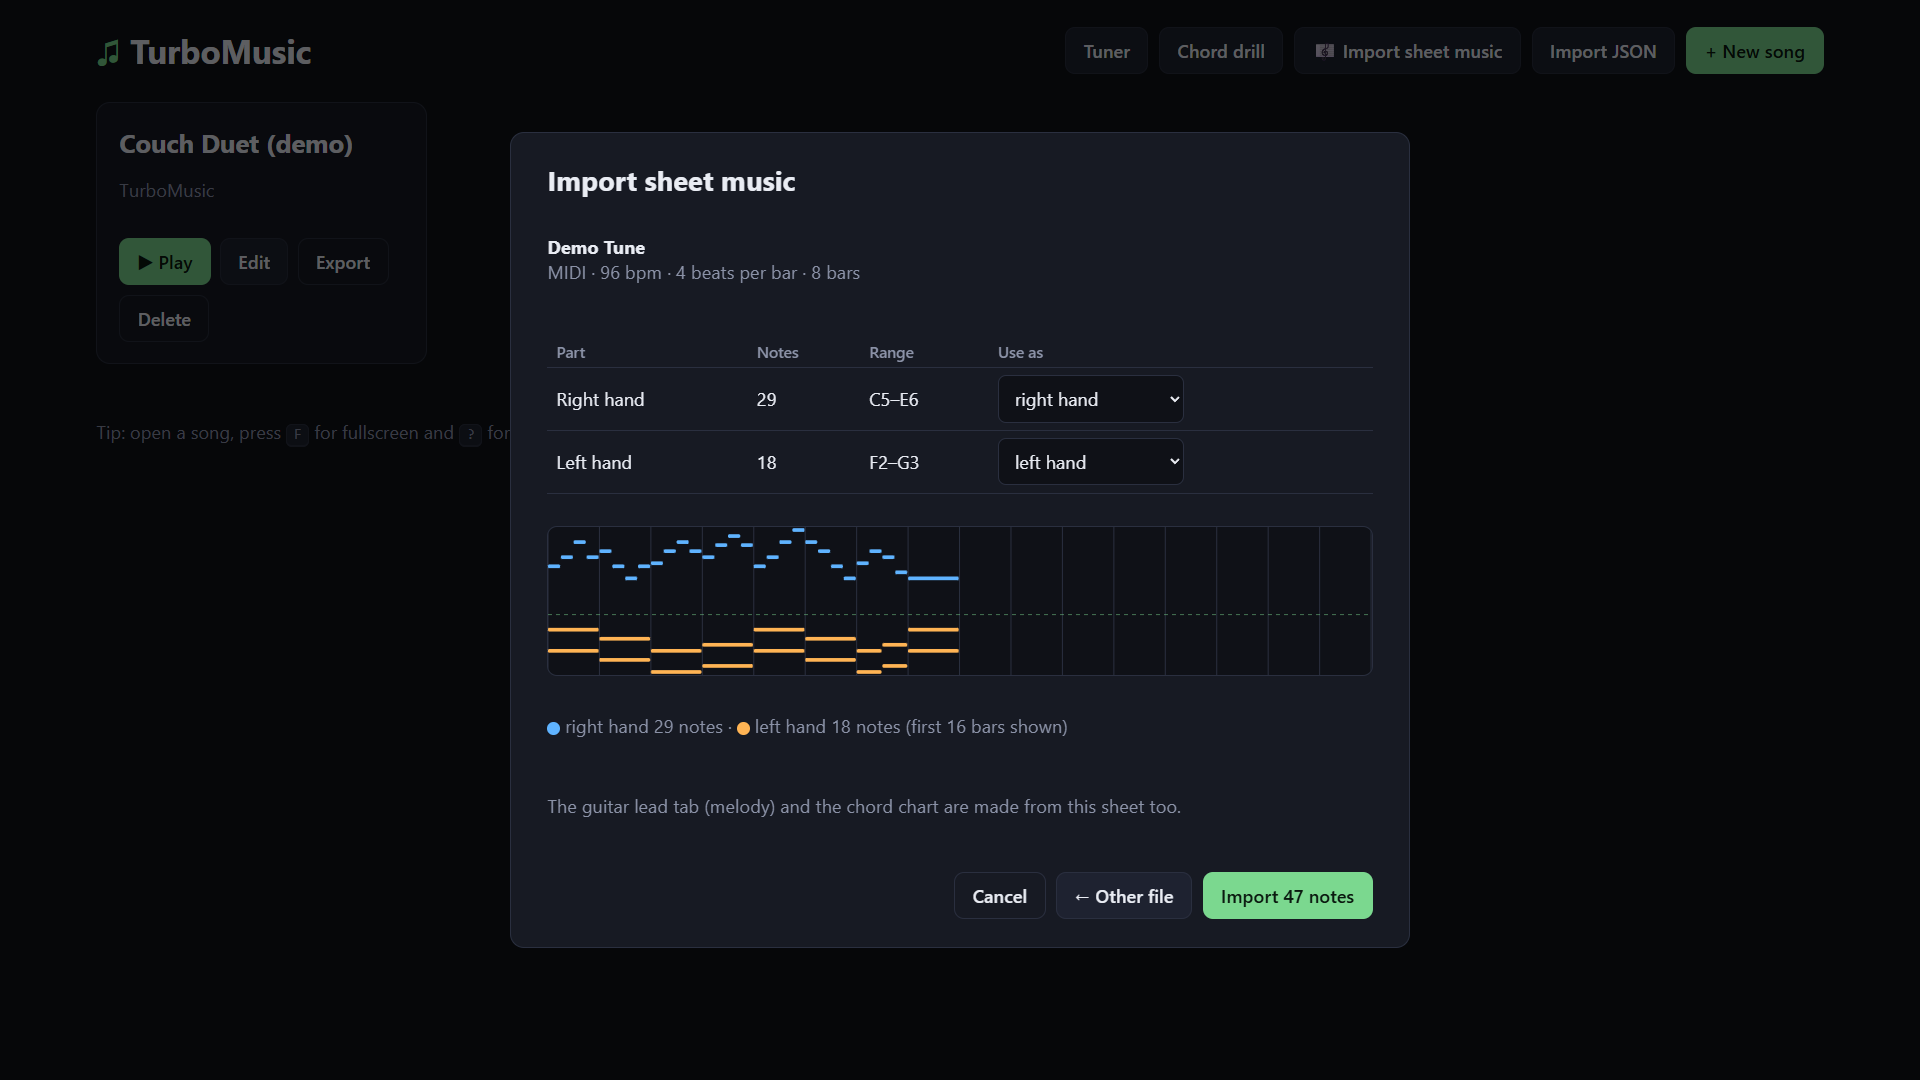 TurboMusic
Tuner
Chord drill
Import sheet music
Import JSON
+ New song
Couch Duet (demo)
TurboMusic
▶ Play
Edit
Export
Delete
Tip: open a song, press F for fullscreen and ? for
Import sheet music
Demo Tune
MIDI · 96 bpm · 4 beats per bar · 8 bars
Part Notes Range Use as
Right hand 29 C5–E6 right hand
Left hand 18 F2–G3 left hand
right hand 29 notes · left hand 18 notes (first 16 bars shown)
The guitar lead tab (melody) and the chord chart are made from this sheet too.
Cancel
← Other file
Import 47 notes